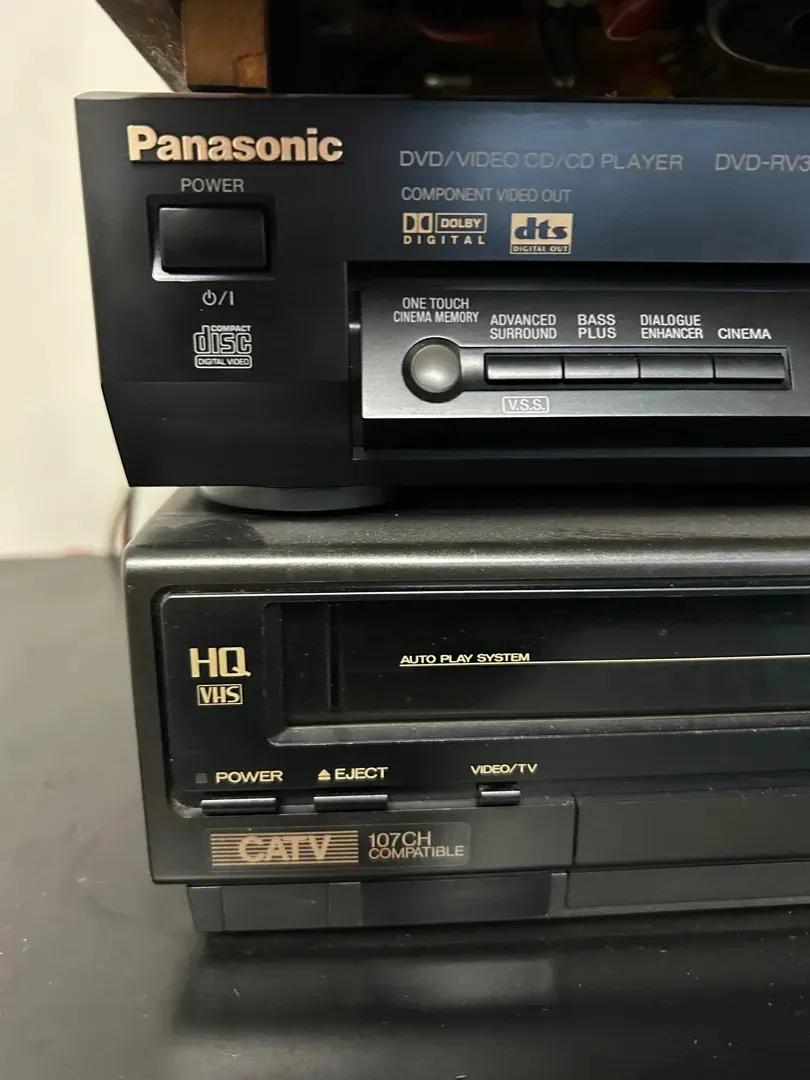 Panasonic
DVD/VIDEO CD/CD PLAYER DVD-RV3
POWER
COMPONENT VIDEO OUT
DOLBY
DIGITAL
dts
DIGITAL OUT
COMPACT
disc
DIGITAL VIDEO
ONE TOUCH
CINEMA MEMORY
ADVANCED
SURROUND
BASS
PLUS
DIALOGUE
ENHANCER
CINEMA
V.S.S.
HQ
VHS
AUTO PLAY SYSTEM
POWER
EJECT
VIDEO/TV
CATV
107CH
COMPATIBLE